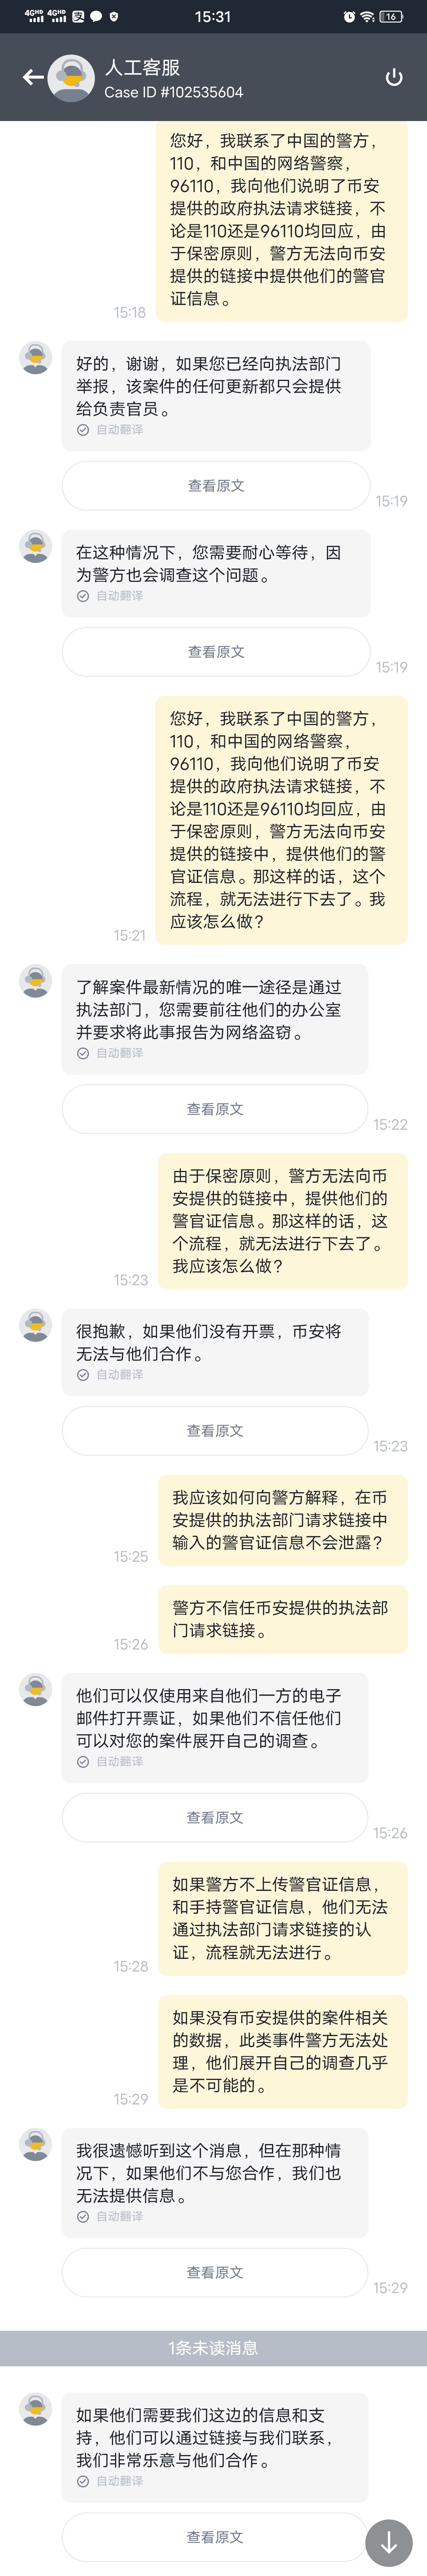 4GHD 4GHD 支 15:31 16
人工客服
Case ID #102535604
您好，我联系了中国的警方，
110，和中国的网络警察，
96110，我向他们说明了币安
提供的政府执法请求链接，不
论是110还是96110均回应，由
于保密原则，警方无法向币安
提供的链接中提供他们的警官
证信息。
15:18
好的，谢谢，如果您已经向执法部门
举报，该案件的任何更新都只会提供
给负责官员。
自动翻译
查看原文
15:19
在这种情况下，您需要耐心等待，因
为警方也会调查这个问题。
自动翻译
查看原文
15:19
您好，我联系了中国的警方，
110，和中国的网络警察，
96110，我向他们说明了币安
提供的政府执法请求链接，不
论是110还是96110均回应，由
于保密原则，警方无法向币安
提供的链接中，提供他们的警
官证信息。那这样的话，这个
流程，就无法进行下去了。我
应该怎么做？
15:21
了解案件最新情况的唯一途径是通过
执法部门，您需要前往他们的办公室
并要求将此事报告为网络盗窃。
自动翻译
查看原文
15:22
由于保密原则，警方无法向币
安提供的链接中，提供他们的
警官证信息。那这样的话，这
个流程，就无法进行下去了。
我应该怎么做？
15:23
很抱歉，如果他们没有开票，币安将
无法与他们合作。
自动翻译
查看原文
15:23
我应该如何向警方解释，在币
安提供的执法部门请求链接中
输入的警官证信息不会泄露？
15:25
警方不信任币安提供的执法部
门请求链接。
15:26
他们可以仅使用来自他们一方的电子
邮件打开票证，如果他们不信任他们
可以对您的案件展开自己的调查。
自动翻译
查看原文
15:26
如果警方不上传警官证信息，
和手持警官证信息，他们无法
通过执法部门请求链接的认
证，流程就无法进行。
15:28
如果没有币安提供的案件相关
的数据，此类事件警方无法处
理，他们展开自己的调查几乎
是不可能的。
15:29
我很遗憾听到这个消息，但在那种情
况下，如果他们不与您合作，我们也
无法提供信息。
自动翻译
查看原文
15:29
1条未读消息
如果他们需要我们这边的信息和支
持，他们可以通过链接与我们联系，
我们非常乐意与他们合作。
自动翻译
查看原文